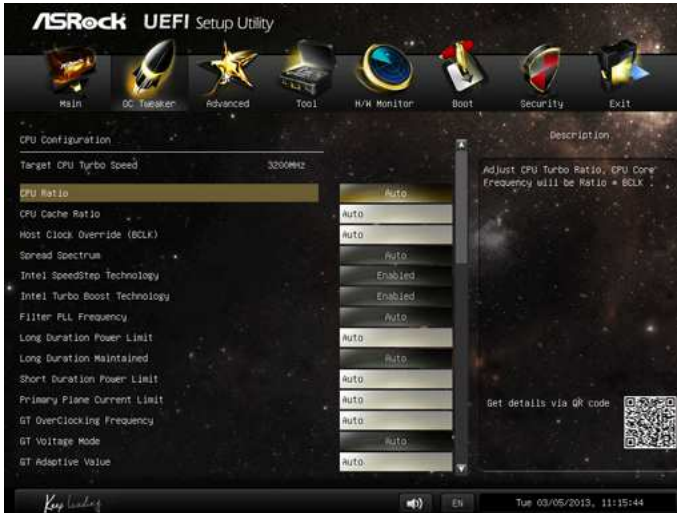 ASRock UEFI Setup Utility
Main OC Tweaker Advanced Tool H/W Monitor Boot Security Exit
CPU Configuration
Target CPU Turbo Speed 3200MHz
CPU Ratio Auto
CPU Cache Ratio Auto
Host Clock Override (BCLK) Auto
Spread Spectrum Auto
Intel SpeedStep Technology Enabled
Intel Turbo Boost Technology Enabled
Filter PLL Frequency Auto
Long Duration Power Limit Auto
Long Duration Maintained Auto
Short Duration Power Limit Auto
Primary Plane Current Limit Auto
GT OverClocking Frequency Auto
GT Voltage Mode Auto
GT Adaptive Value Auto
Description
Adjust CPU Turbo Ratio, CPU Core
Frequency will be Ratio * BCLK .
Get details via QR code
Keep Leading
EN
Tue 03/05/2013, 11:15:44